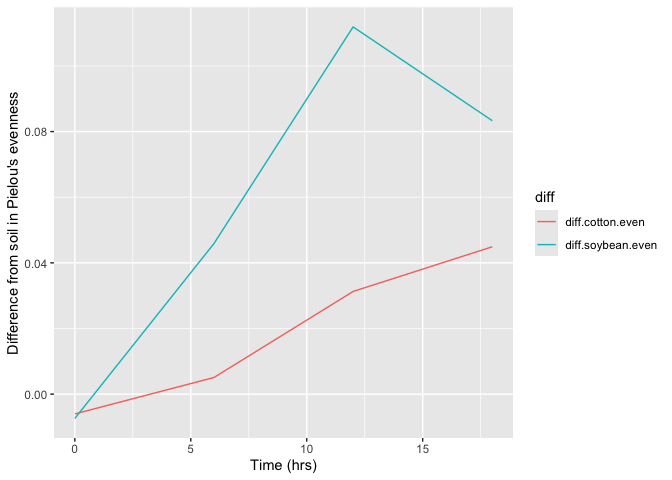 Difference from soil in Pielou's evenness
0.08
0.04
0.00
0
5
10
15
Time (hrs)
diff
diff.cotton.even
diff.soybean.even